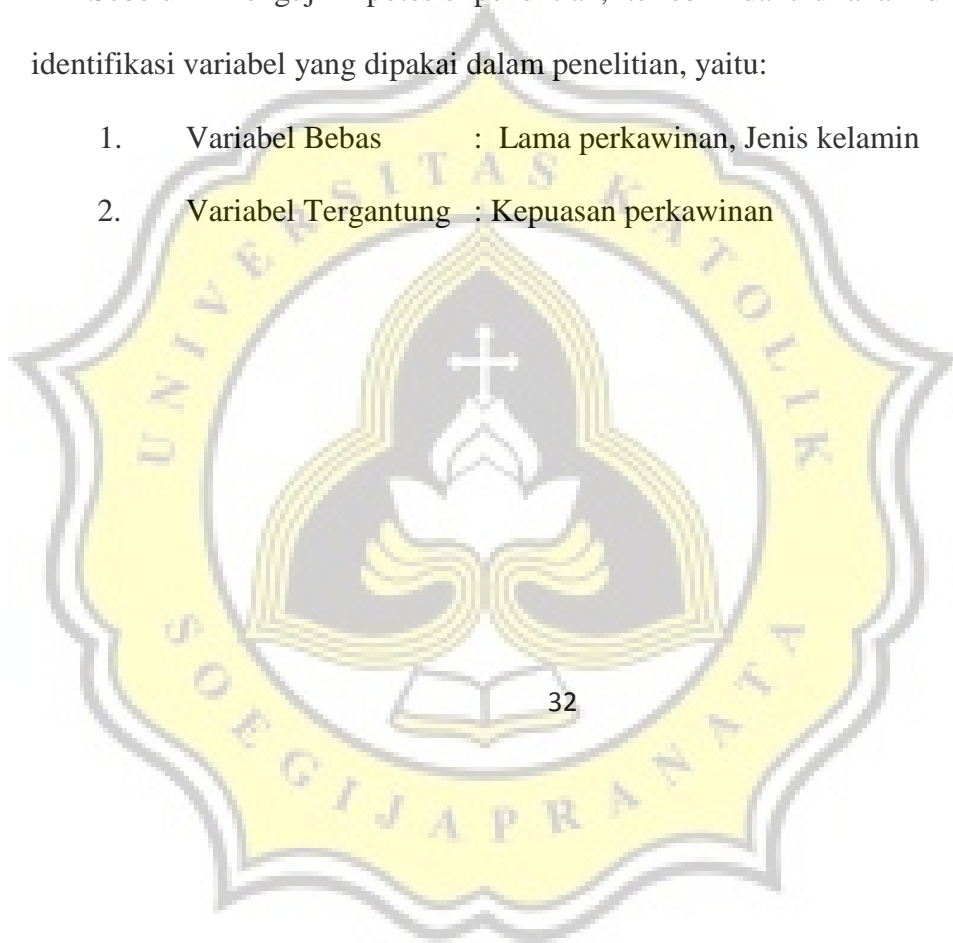 identifikasi variabel yang dipakai dalam penelitian, yaitu:
1. Variabel Bebas : Lama perkawinan, Jenis kelamin
2. Variabel Tergantung : Kepuasan perkawinan
UNIVERSITAS KATOLIK
SOEGIJAPRANATA
32